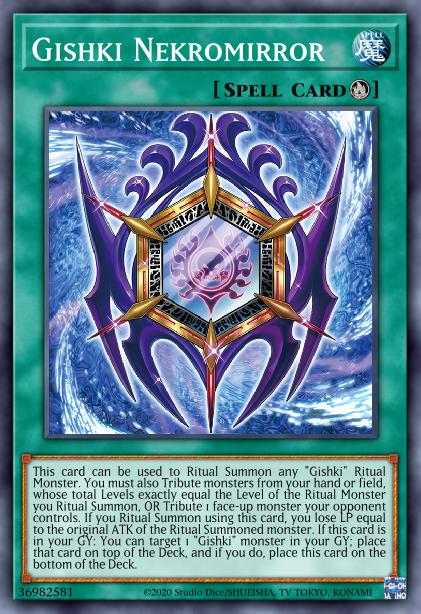 GISHKI NEKROMIRROR
SPELL
魔
[SPELL CARD]
This card can be used to Ritual Summon any "Gishki" Ritual
Monster. You must also Tribute monsters from your hand or field,
whose total Levels exactly equal the Level of the Ritual Monster
you Ritual Summon, OR Tribute 1 face-up monster your opponent
controls. If you Ritual Summon using this card, you lose LP equal
to the original ATK of the Ritual Summoned monster. If this card is
in your GY: You can target 1 "Gishki" monster in your GY; place
that card on top of the Deck, and if you do, place this card on the
bottom of the Deck.
36982581
©2020 Studio Dice/SHUEISHA, TV TOKYO, KONAMI